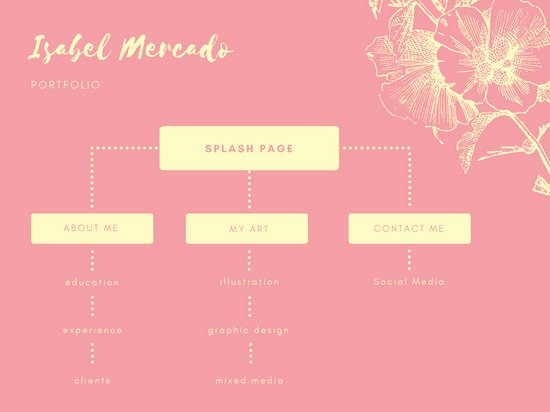 Isabel Mercado
PORTFOLIO
SPLASH PAGE
ABOUT ME
MY ART
CONTACT ME
education
illustration
Social Media
experience
graphic design
clients
mixed media